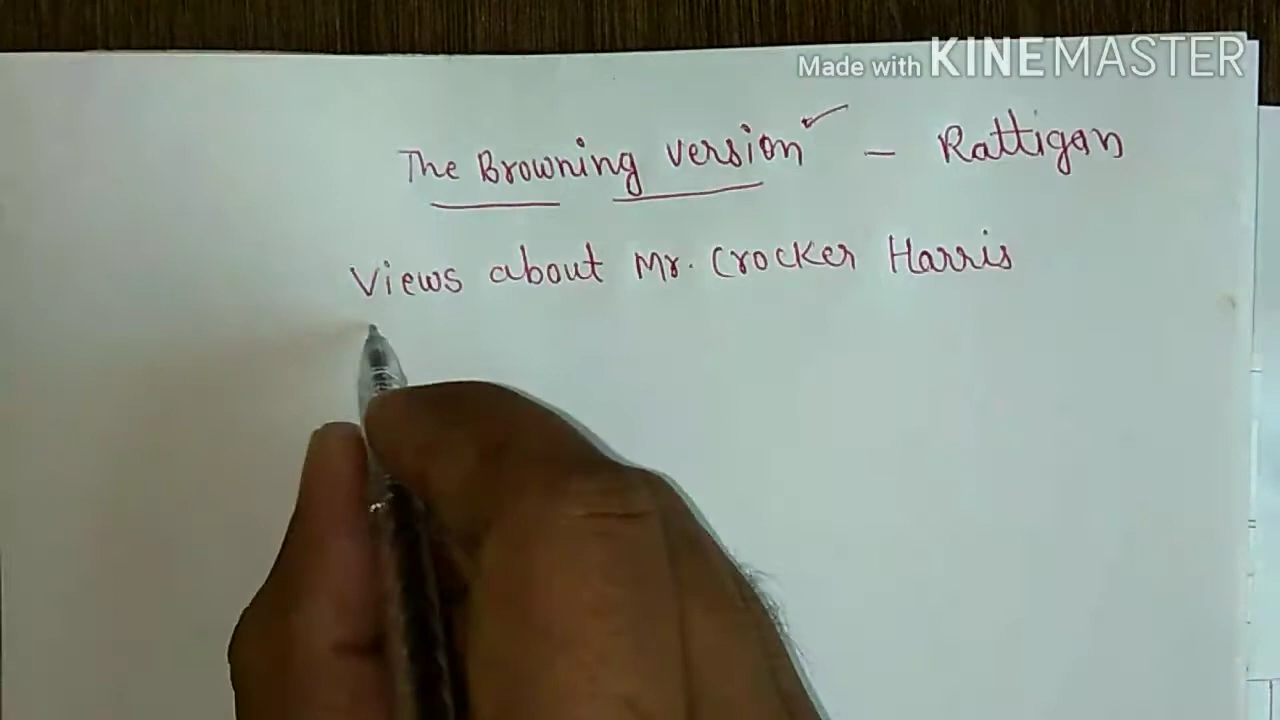 Made with KINEMASTER
The Browning version - Rattigan
Views about Mr. Crocker Harris